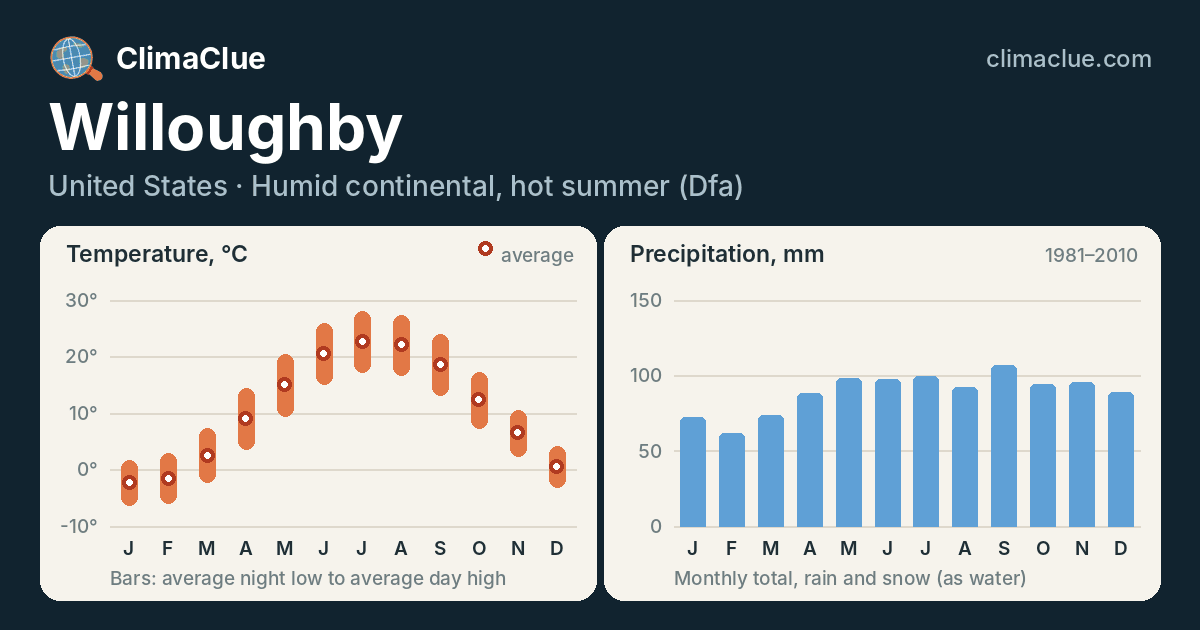 ClimaClue
climaclue.com
Willoughby
United States · Humid continental, hot summer (Dfa)
Temperature, °C
average
30°
20°
10°
0°
-10°
J F M A M J J A S O N D
Bars: average night low to average day high
Precipitation, mm
1981–2010
150
100
50
0
J F M A M J J A S O N D
Monthly total, rain and snow (as water)